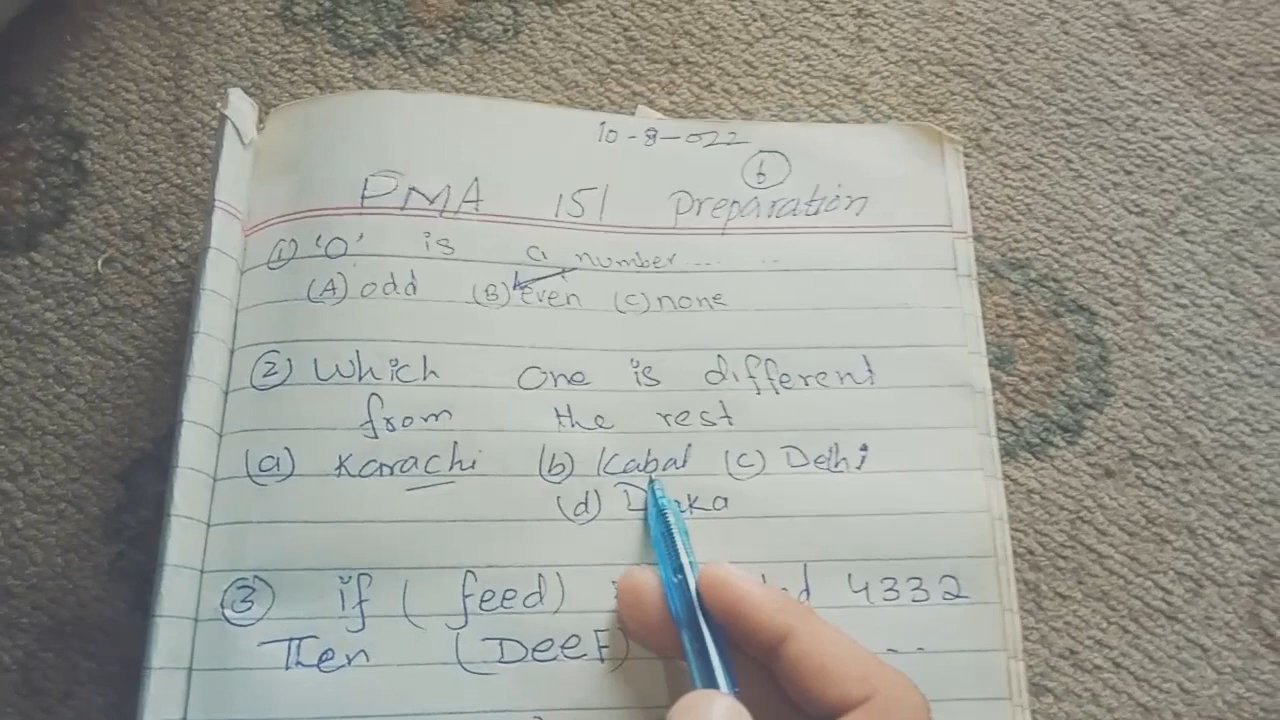 10-8-022
6
PMA 151 Preparation
① 'O' is a number.... ..
(A) odd (B) even (C) none
② Which one is different
from the rest
(a) Karachi (b) Kabal (c) Delhi
(d)
③ if ( feed) 4332
Then (DeeF) ..